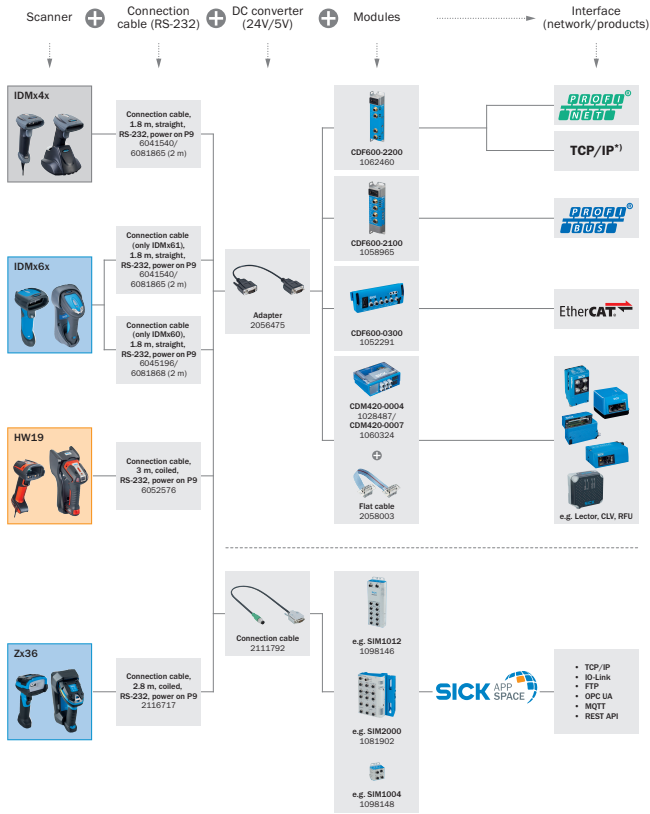 Scanner
Connection
cable (RS-232)
DC converter
(24V/5V)
Modules
Interface
(network/products)
IDMx4x
Connection cable,
1.8 m, straight,
RS-232, power on P9
6041540/
6081865 (2 m)
CDF600-2200
1062460
PROFI
NET
TCP/IP*)
IDMx6x
Connection cable
(only IDMx61),
1.8 m, straight,
RS-232, power on P9
6041540/
6081865 (2 m)
Connection cable
(only IDMx60),
1.8 m, straight,
RS-232, power on P9
6045196/
6081868 (2 m)
Adapter
2056475
CDF600-2100
1058965
PROFI
BUS
CDF600-0300
1052291
EtherCAT.
HW19
Connection cable,
3 m, coiled,
RS-232, power on P9
6052576
CDM420-0004
1028487/
CDM420-0007
1060324
Flat cable
2058003
e.g. Lector, CLV, RFU
Connection cable
2111792
e.g. SIM1012
1098146
Zx36
Connection cable,
2.8 m, coiled,
RS-232, power on P9
2116717
e.g. SIM2000
1081902
e.g. SIM1004
1098148
SICK APP
SPACE
• TCP/IP
• IO-Link
• FTP
• OPC UA
• MQTT
• REST API